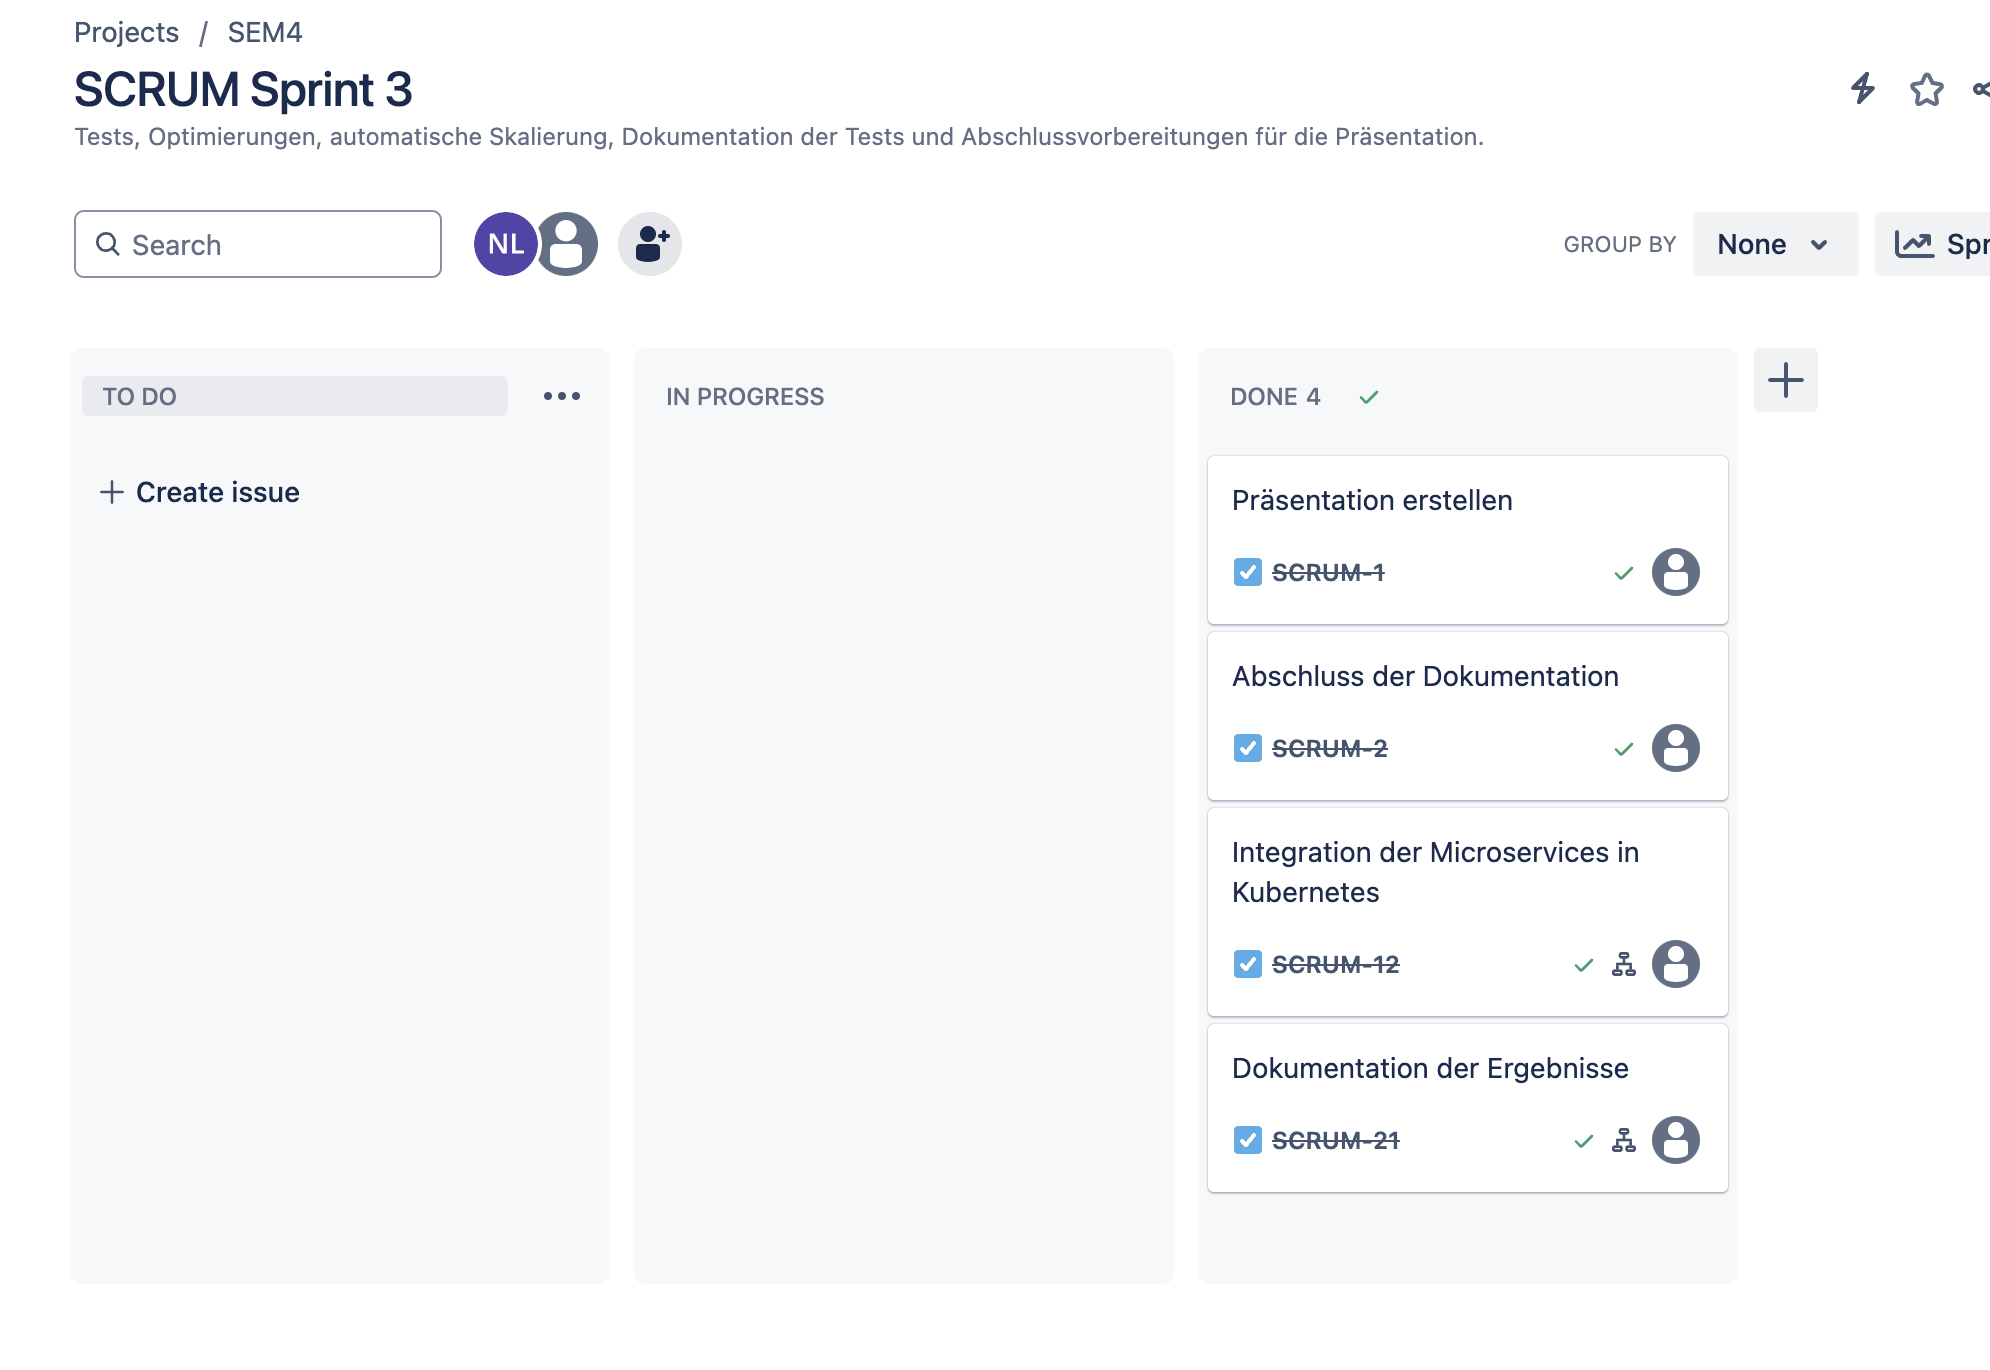 Projects / SEM4
SCRUM Sprint 3
Tests, Optimierungen, automatische Skalierung, Dokumentation der Tests und Abschlussvorbereitungen für die Präsentation.
Search
NL
GROUP BY
None
TO DO
Create issue
IN PROGRESS
DONE 4
Präsentation erstellen
SCRUM-1
Abschluss der Dokumentation
SCRUM-2
Integration der Microservices in
Kubernetes
SCRUM-12
Dokumentation der Ergebnisse
SCRUM-21